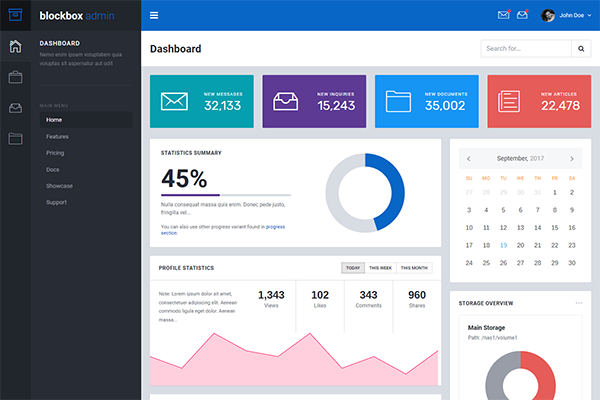 blockbox admin
John Doe
DASHBOARD
Nemo enim ipsam voluptatem quia
voluptas sit aspernatur aut odit
MAIN MENU
Home
Features
Pricing
Docs
Showcase
Support
Dashboard
Search for...
NEW MESSAGES
32,133
NEW INQUIRIES
15,243
NEW DOCUMENTS
35,002
NEW ARTICLES
22,478
STATISTICS SUMMARY
45%
Nulla consequat massa quis enim. Donec pede justo,
fringilla vel...
You can also use other progress variant found in progress
section.
September, 2017
SU MO TU WE TH FR SA
27 28 29 30 31 1 2
3 4 5 6 7 8 9
10 11 12 13 14 15 16
17 18 19 20 21 22 23
24 25 26 27 28 29 30
PROFILE STATISTICS
TODAY THIS WEEK THIS MONTH
Note: Lorem ipsum dolor sit amet,
consectetuer adipiscing elit. Aenean
commodo ligula eget dolor. Aenean
massa...
1,343
Views
102
Likes
343
Comments
960
Shares
STORAGE OVERVIEW
Main Storage
Path: /nas1/volume1